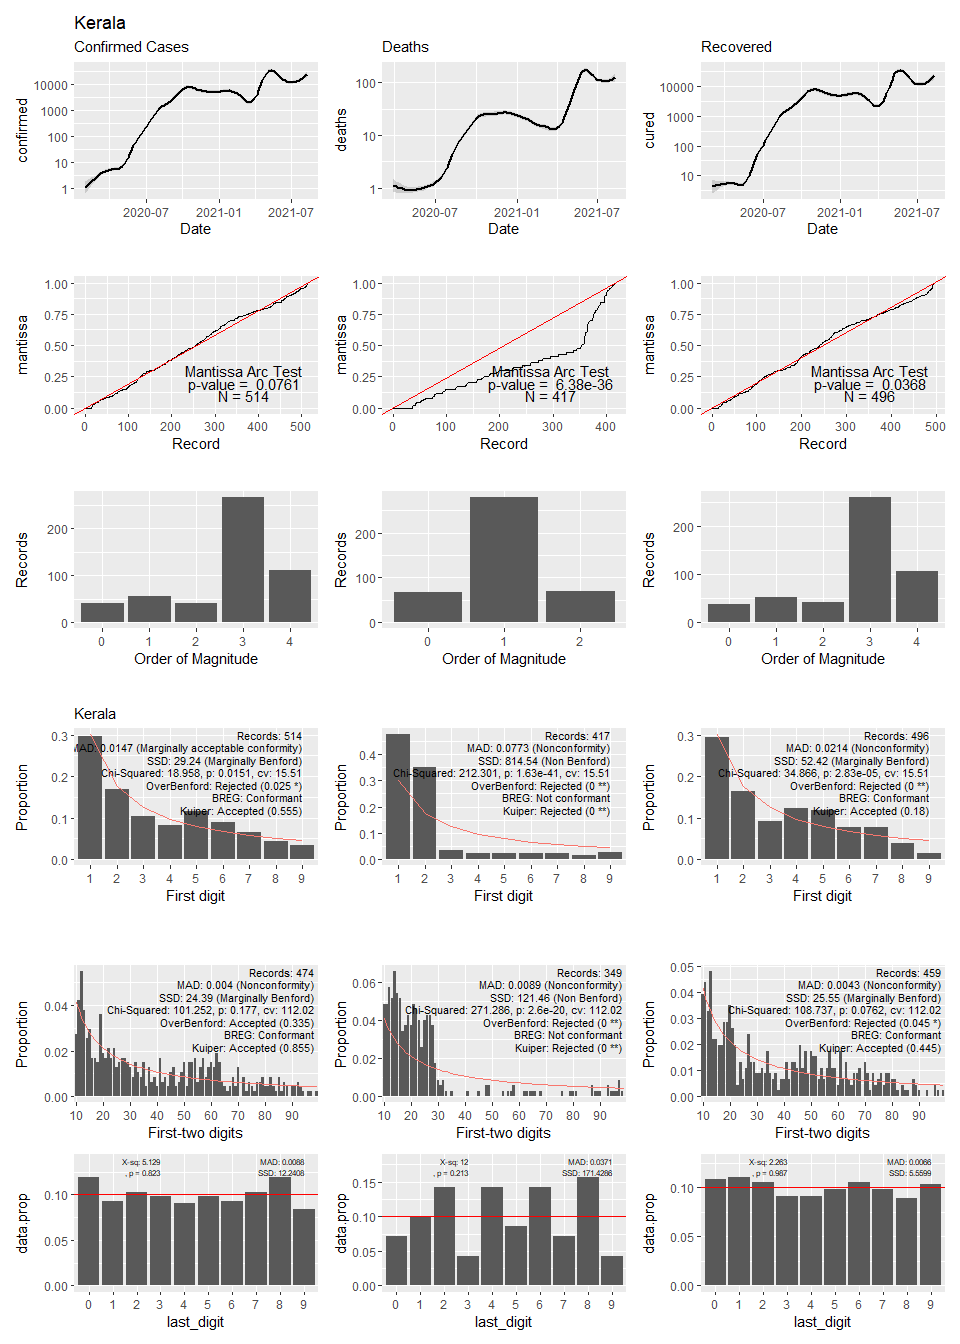 Kerala
Confirmed Cases
Deaths
Recovered
confirmed
10000
1000
100
10
1
2020-07 2021-01 2021-07
Date
deaths
100
10
1
2020-07 2021-01 2021-07
Date
cured
10000
1000
100
10
2020-07 2021-01 2021-07
Date
mantissa
1.00
0.75
0.50
0.25
0.00
Mantissa Arc Test
p-value = 0.0761
N = 514
0 100 200 300 400 500
Record
mantissa
1.00
0.75
0.50
0.25
0.00
Mantissa Arc Test
p-value = 6.38e-36
N = 417
0 100 200 300 400
Record
mantissa
1.00
0.75
0.50
0.25
0.00
Mantissa Arc Test
p-value = 0.0368
N = 496
0 100 200 300 400 500
Record
Records
200
100
0
0 1 2 3 4
Order of Magnitude
Records
200
100
0
0 1 2
Order of Magnitude
Records
200
100
0
0 1 2 3 4
Order of Magnitude
Kerala
Proportion
0.3
0.2
0.1
0.0
Records: 514
MAD: 0.0147 (Marginally acceptable conformity)
SSD: 29.24 (Marginally Benford)
Chi-Squared: 18.958, p: 0.0151, cv: 15.51
OverBenford: Rejected (0.025 *)
BREG: Conformant
Kuiper: Accepted (0.555)
1 2 3 4 5 6 7 8 9
First digit
Proportion
0.4
0.3
0.2
0.1
0.0
Records: 417
MAD: 0.0773 (Nonconformity)
SSD: 814.54 (Non Benford)
Chi-Squared: 212.301, p: 1.63e-41, cv: 15.51
OverBenford: Rejected (0 **)
BREG: Not conformant
Kuiper: Rejected (0 **)
1 2 3 4 5 6 7 8 9
First digit
Proportion
0.3
0.2
0.1
0.0
Records: 496
MAD: 0.0214 (Nonconformity)
SSD: 52.42 (Marginally Benford)
Chi-Squared: 34.866, p: 2.83e-05, cv: 15.51
OverBenford: Rejected (0 **)
BREG: Conformant
Kuiper: Accepted (0.18)
1 2 3 4 5 6 7 8 9
First digit
Proportion
0.04
0.02
0.00
Records: 474
MAD: 0.004 (Nonconformity)
SSD: 24.39 (Marginally Benford)
Chi-Squared: 101.252, p: 0.177, cv: 112.02
OverBenford: Accepted (0.335)
BREG: Conformant
Kuiper: Accepted (0.855)
10 20 30 40 50 60 70 80 90
First-two digits
Proportion
0.06
0.04
0.02
0.00
Records: 349
MAD: 0.0089 (Nonconformity)
SSD: 121.46 (Non Benford)
Chi-Squared: 271.286, p: 2.6e-20, cv: 112.02
OverBenford: Rejected (0 **)
BREG: Not conformant
Kuiper: Rejected (0 **)
10 20 30 40 50 60 70 80 90
First-two digits
Proportion
0.05
0.04
0.03
0.02
0.01
0.00
Records: 459
MAD: 0.0043 (Nonconformity)
SSD: 25.55 (Marginally Benford)
Chi-Squared: 108.737, p: 0.0762, cv: 112.02
OverBenford: Rejected (0.045 *)
BREG: Conformant
Kuiper: Accepted (0.445)
10 20 30 40 50 60 70 80 90
First-two digits
data.prop
0.10
0.05
0.00
X-sq: 5.129
, p = 0.823
MAD: 0.0088
SSD: 12.2408
0 1 2 3 4 5 6 7 8 9
last_digit
data.prop
0.15
0.10
0.05
0.00
X-sq: 12
, p = 0.213
MAD: 0.0371
SSD: 171.4286
0 1 2 3 4 5 6 7 8 9
last_digit
data.prop
0.10
0.05
0.00
X-sq: 2.263
, p = 0.987
MAD: 0.0066
SSD: 5.5599
0 1 2 3 4 5 6 7 8 9
last_digit